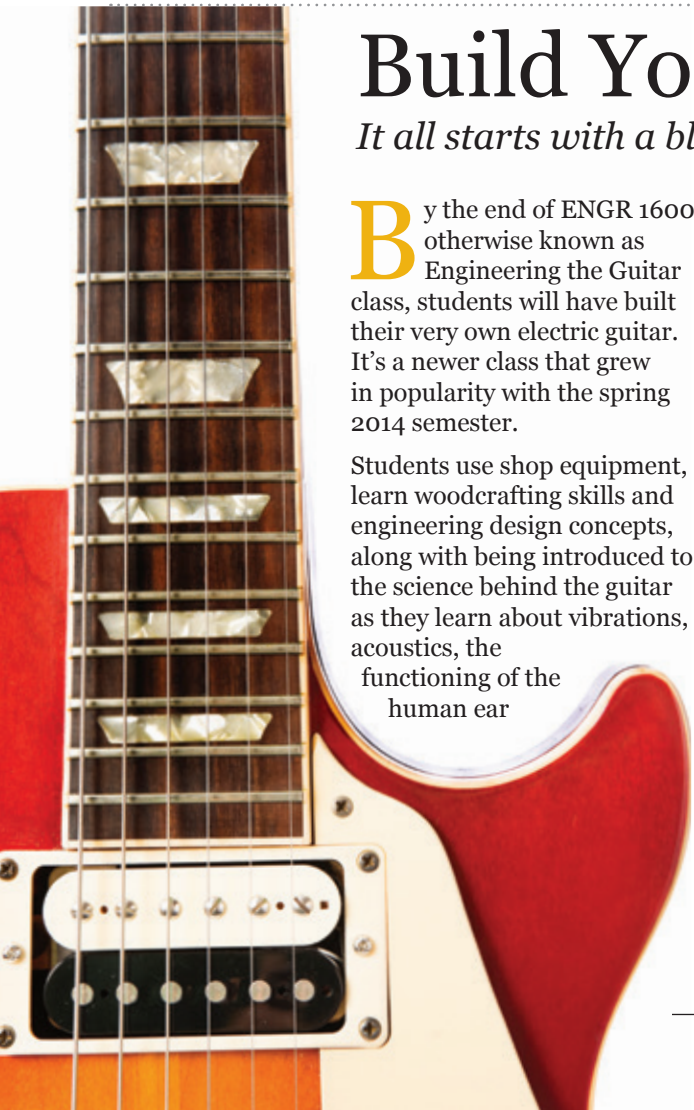 Build Yo
It all starts with a bl
By the end of ENGR 1600
otherwise known as
Engineering the Guitar
class, students will have built
their very own electric guitar.
It’s a newer class that grew
in popularity with the spring
2014 semester.
Students use shop equipment,
learn woodcrafting skills and
engineering design concepts,
along with being introduced to
the science behind the guitar
as they learn about vibrations,
acoustics, the
functioning of the
human ear